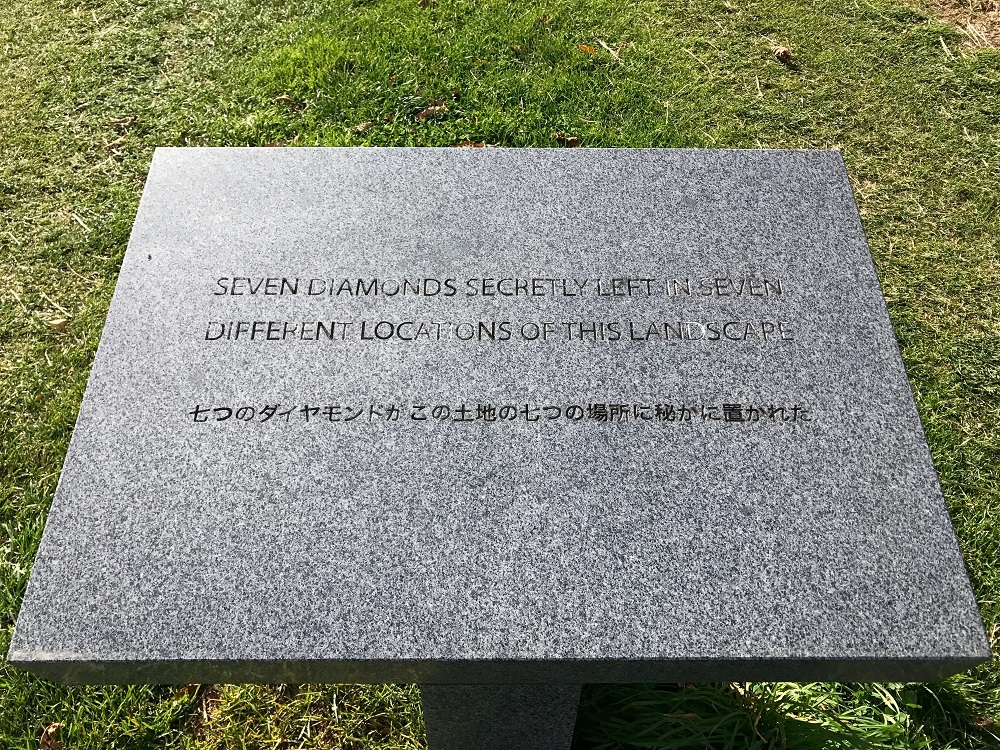 SEVEN DIAMONDS SECRETLY LEFT IN SEVEN
DIFFERENT LOCATIONS OF THIS LANDSCAPE
七つのダイヤモンドがこの土地の七つの場所に秘かに置かれた